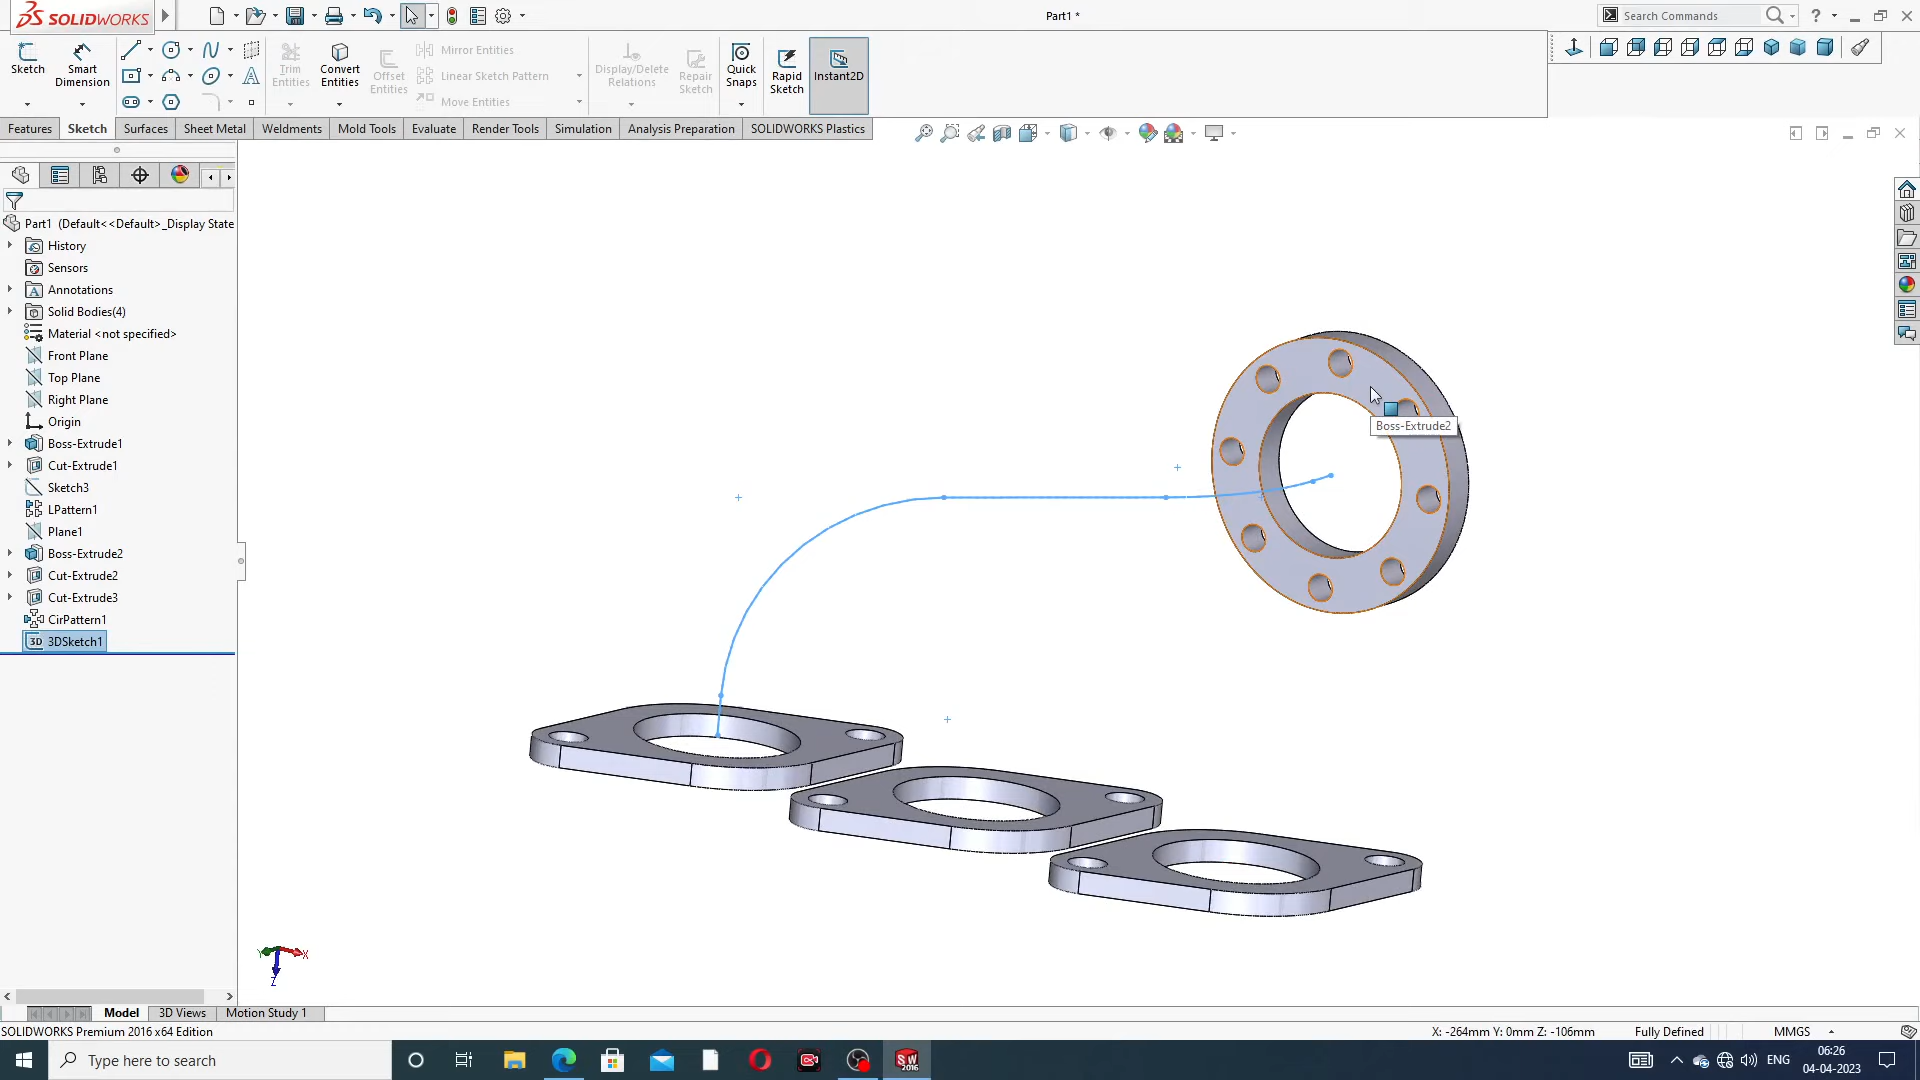 SOLIDWORKS
Part1 *
Search Commands
Sketch
Smart Dimension
Trim Entities
Convert Entities
Offset Entities
Mirror Entities
Linear Sketch Pattern
Move Entities
Display/Delete Relations
Repair Sketch
Quick Snaps
Rapid Sketch
Instant2D
Features
Sketch
Surfaces
Sheet Metal
Weldments
Mold Tools
Evaluate
Render Tools
Simulation
Analysis Preparation
SOLIDWORKS Plastics
Part1 (Default<<Default>_Display State
History
Sensors
Annotations
Solid Bodies(4)
Material <not specified>
Front Plane
Top Plane
Right Plane
Origin
Boss-Extrude1
Cut-Extrude1
Sketch3
LPattern1
Plane1
Boss-Extrude2
Cut-Extrude2
Cut-Extrude3
CirPattern1
3D 3DSketch1
Boss-Extrude2
Y X
Z
Model
3D Views
Motion Study 1
SOLIDWORKS Premium 2016 x64 Edition
X: -264mm Y: 0mm Z: -106mm
Fully Defined
MMGS
Type here to search
SW
2016
ENG
06:26
04-04-2023